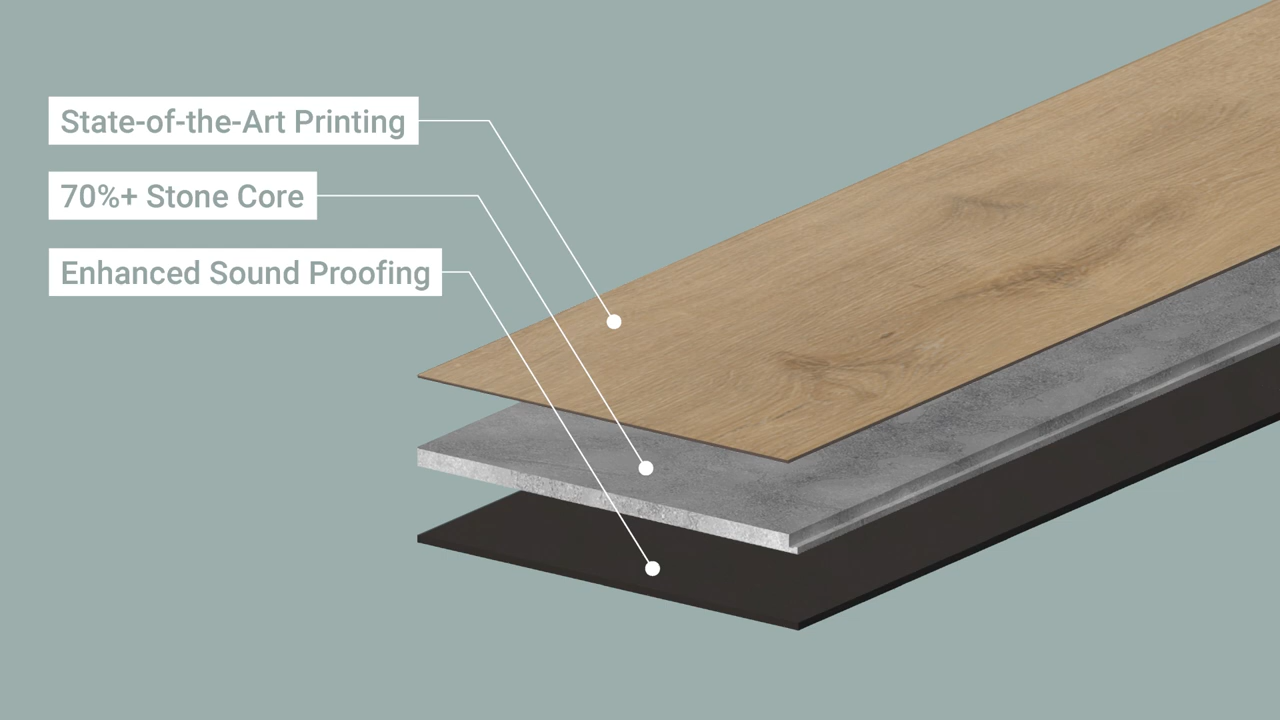 State-of-the-Art Printing
70%+ Stone Core
Enhanced Sound Proofing